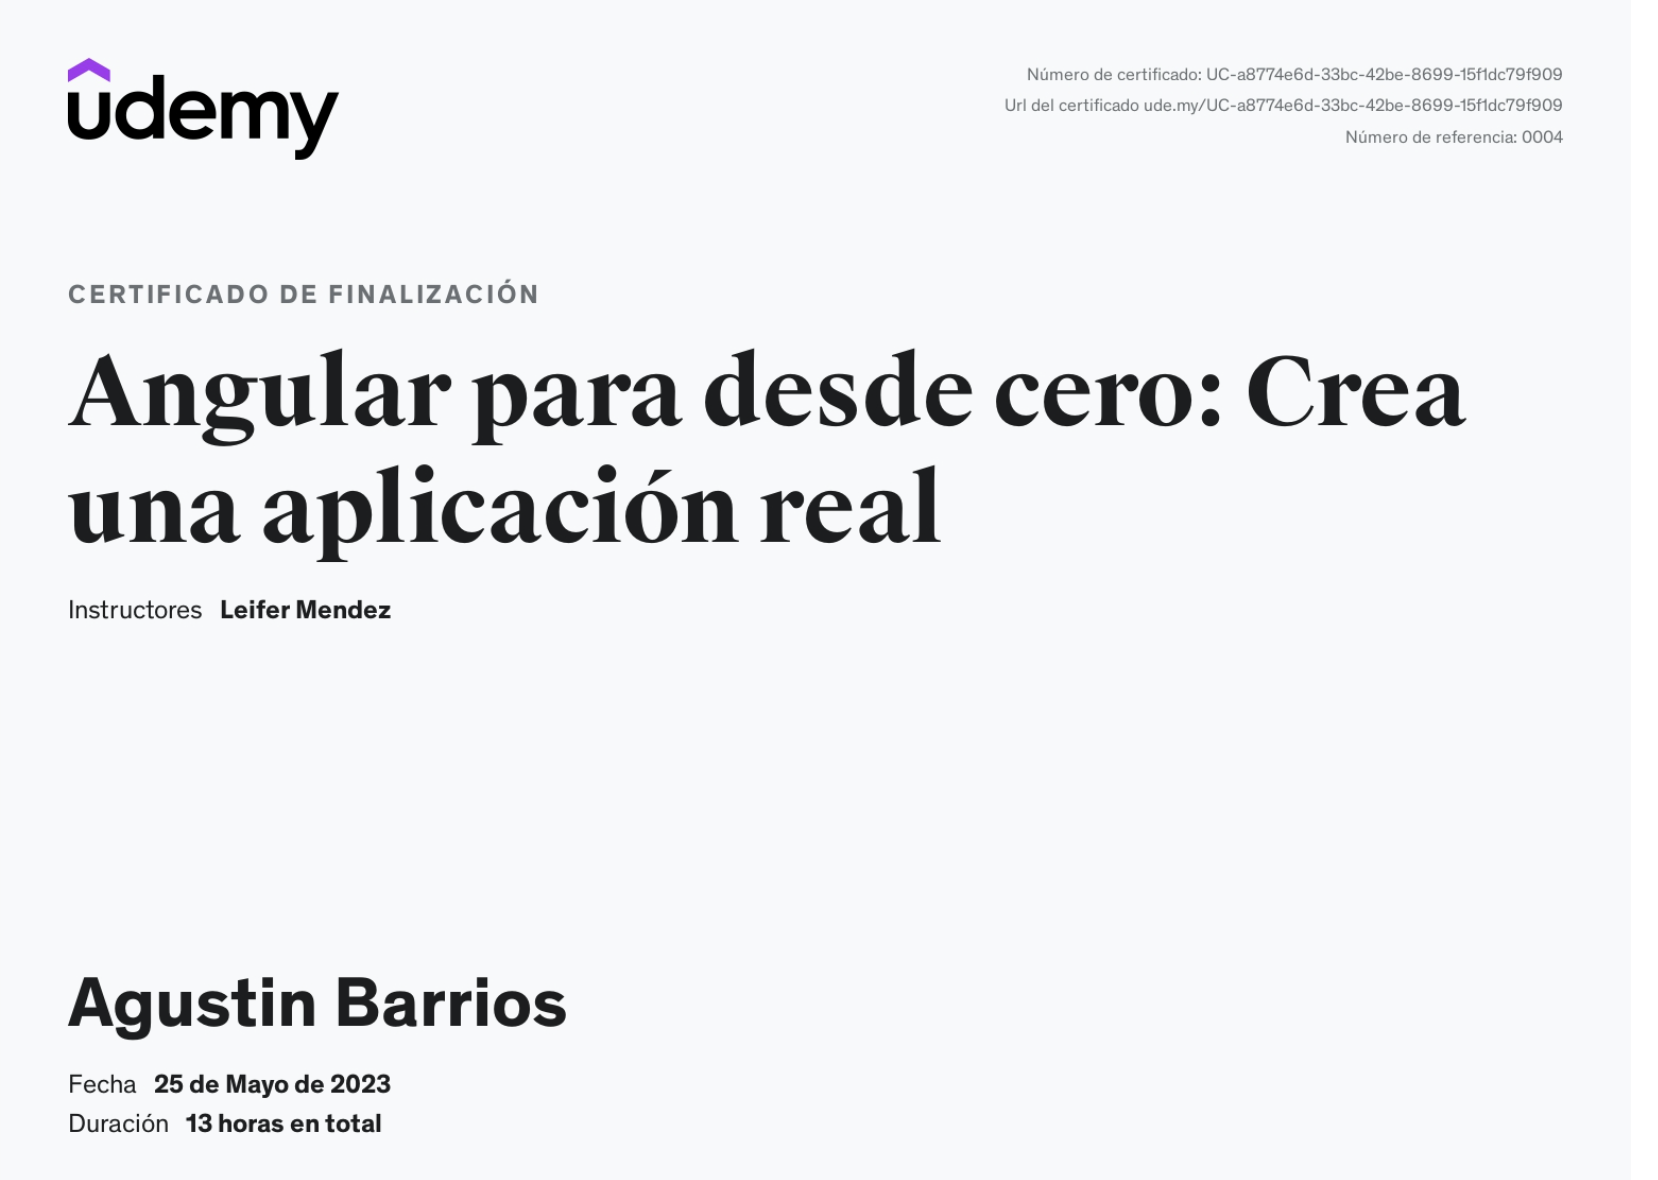 udemy
Número de certificado: UC-a8774e6d-33bc-42be-8699-15f1dc79f909
Url del certificado ude.my/UC-a8774e6d-33bc-42be-8699-15f1dc79f909
Número de referencia: 0004
CERTIFICADO DE FINALIZACIÓN
Angular para desde cero: Crea
una aplicación real
Instructores Leifer Mendez
Agustin Barrios
Fecha 25 de Mayo de 2023
Duración 13 horas en total